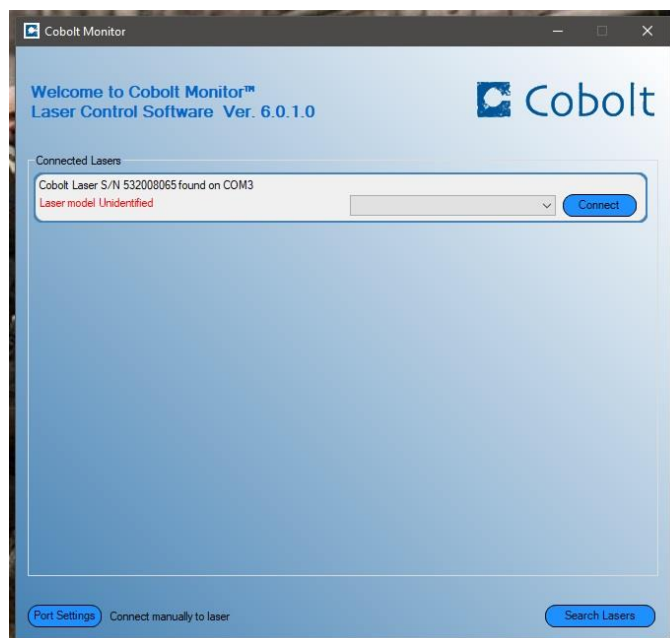 Cobolt Monitor
Welcome to Cobolt Monitor™
Laser Control Software Ver. 6.0.1.0
Cobolt
Connected Lasers
Cobolt Laser S/N 532008065 found on COM3
Laser model Unidentified
Connect
Port Settings
Connect manually to laser
Search Lasers